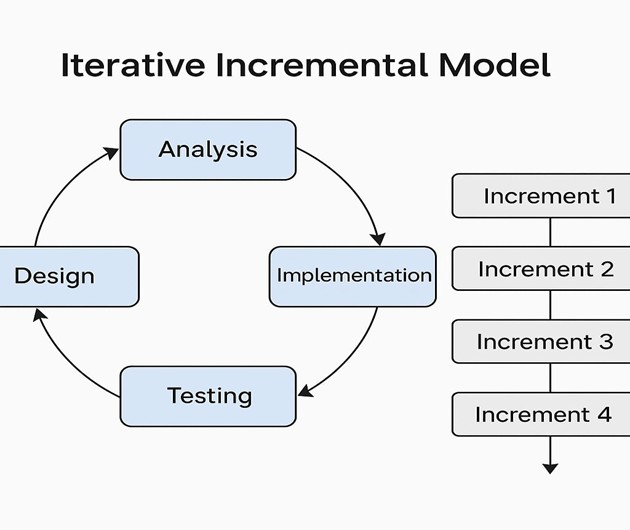 Iterative Incremental Model
Analysis
Design
Implementation
Testing
Increment 1
Increment 2
Increment 3
Increment 4